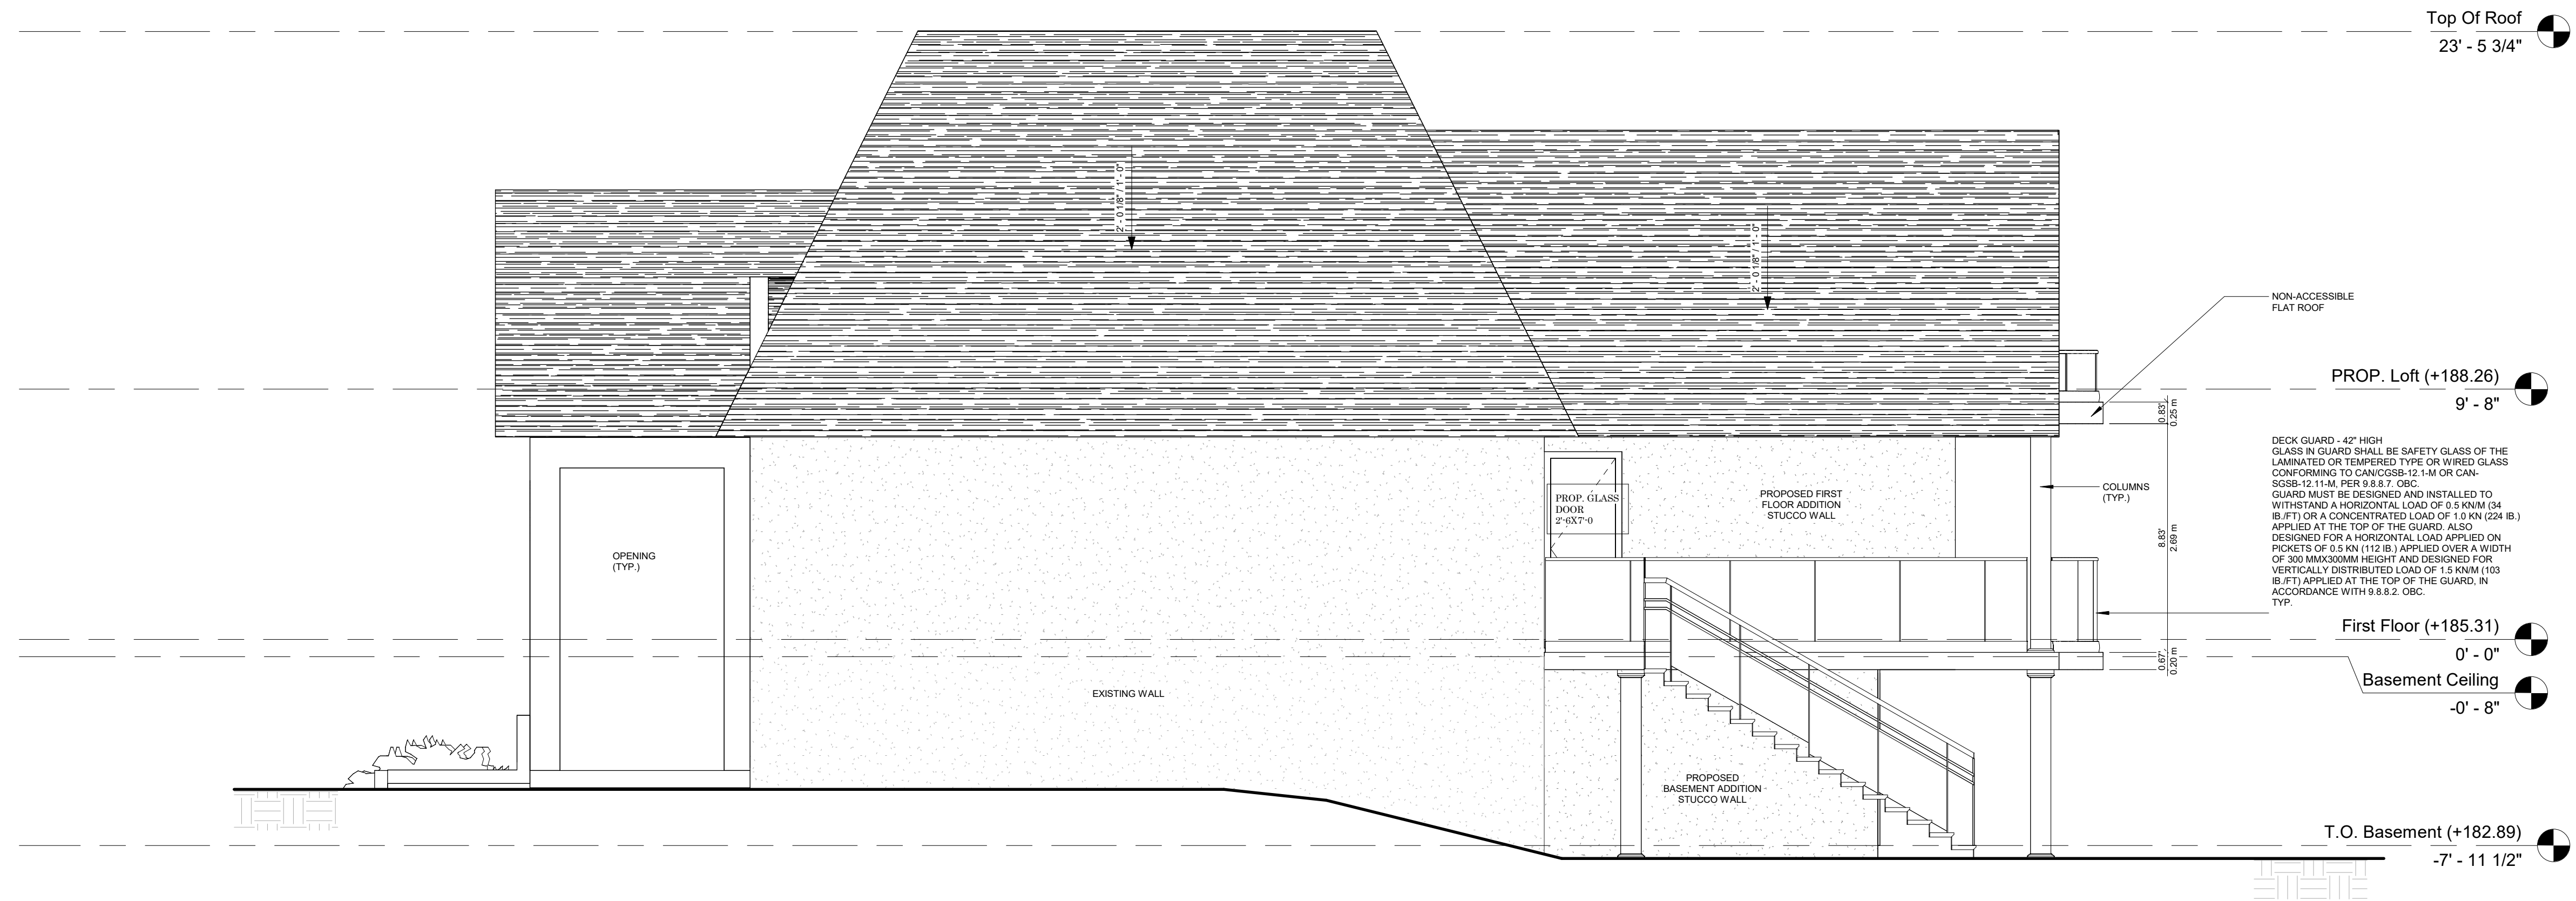 Top Of Roof
23' - 5 3/4"
2' - 0 1/8" / 1' - 0"
2' - 0 1/8" / 1' - 0"
NON-ACCESSIBLE
FLAT ROOF
PROP. Loft (+188.26)
9' - 8"
0.83'
0.25 m
DECK GUARD - 42" HIGH
GLASS IN GUARD SHALL BE SAFETY GLASS OF THE
LAMINATED OR TEMPERED TYPE OR WIRED GLASS
CONFORMING TO CAN/CGSB-12.1-M OR CAN-
SGSB-12.11-M, PER 9.8.8.7. OBC.
GUARD MUST BE DESIGNED AND INSTALLED TO
WITHSTAND A HORIZONTAL LOAD OF 0.5 KN/M (34
IB./FT) OR A CONCENTRATED LOAD OF 1.0 KN (224 IB.)
APPLIED AT THE TOP OF THE GUARD. ALSO
DESIGNED FOR A HORIZONTAL LOAD APPLIED ON
PICKETS OF 0.5 KN (112 IB.) APPLIED OVER A WIDTH
OF 300 MMX300MM HEIGHT AND DESIGNED FOR
VERTICALLY DISTRIBUTED LOAD OF 1.5 KN/M (103
IB./FT) APPLIED AT THE TOP OF THE GUARD, IN
ACCORDANCE WITH 9.8.8.2. OBC.
TYP.
COLUMNS
(TYP.)
PROP. GLASS
DOOR
2'-6X7'-0
PROPOSED FIRST
FLOOR ADDITION
STUCCO WALL
OPENING
(TYP.)
8.83'
2.69 m
First Floor (+185.31)
0' - 0"
0.67'
0.20 m
Basement Ceiling
-0' - 8"
EXISTING WALL
PROPOSED
BASEMENT ADDITION
STUCCO WALL
T.O. Basement (+182.89)
-7' - 11 1/2"